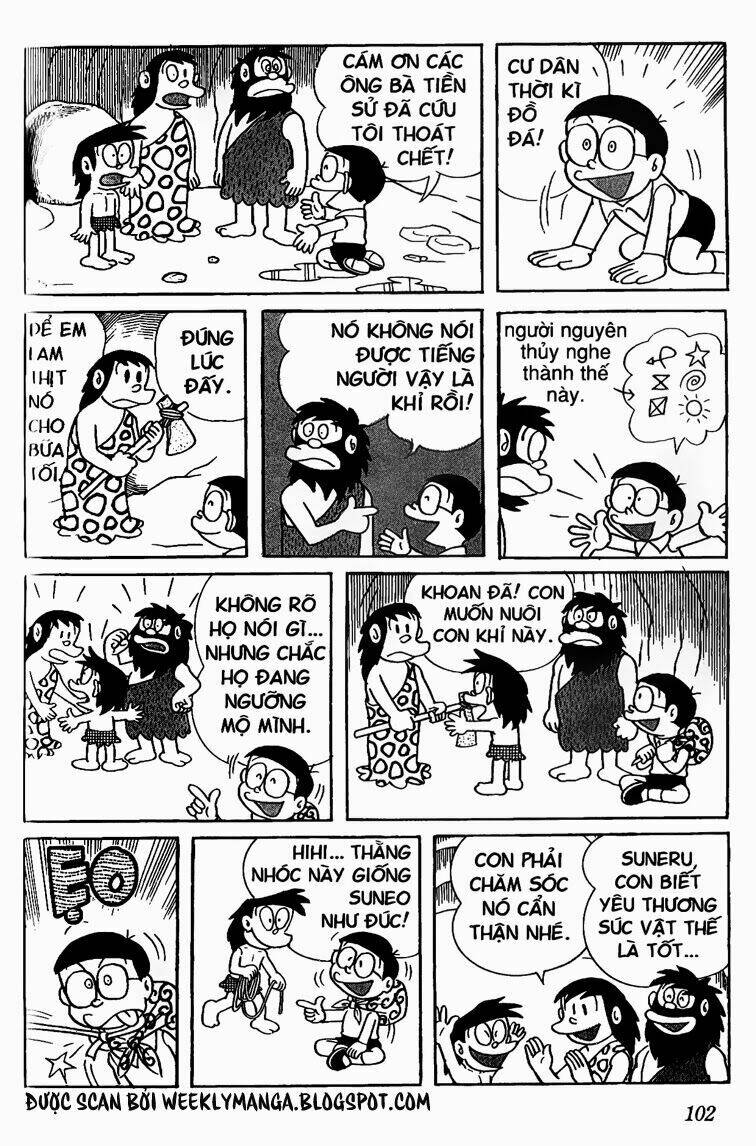 CÁM ƠN CÁC
ÔNG BÀ TIỀN
SỬ ĐÃ CỨU
TÔI THOÁT
CHẾT!
CƯ DÂN
THỜI KÌ
ĐỒ
ĐÁ!
ĐỂ EM
LAM
THỊT
NÓ
CHO
BỮA
TỐI
ĐÚNG
LÚC
ĐẤY.
NÓ KHÔNG NÓI
ĐƯỢC TIẾNG
NGƯỜI VẬY LÀ
KHỈ RỒI!
người nguyên
thủy nghe
thành thế
này.
KHÔNG RÕ
HỌ NÓI GÌ...
NHƯNG CHẮC
HỌ ĐANG
NGƯỠNG
MỘ MÌNH.
KHOAN ĐÃ! CON
MUỐN NUÔI
CON KHỈ NÀY.
ẸO
HIHI... THẰNG
NHÓC NÀY GIỐNG
SUNEO
NHƯ ĐÚC!
CON PHẢI
CHĂM SÓC
NÓ CẨN
THẬN NHÉ.
SUNERU,
CON BIẾT
YÊU THƯƠNG
SÚC VẬT THẾ
LÀ TỐT...
ĐƯỢC SCAN BỞI WEEKLYMANGA.BLOGSPOT.COM
102